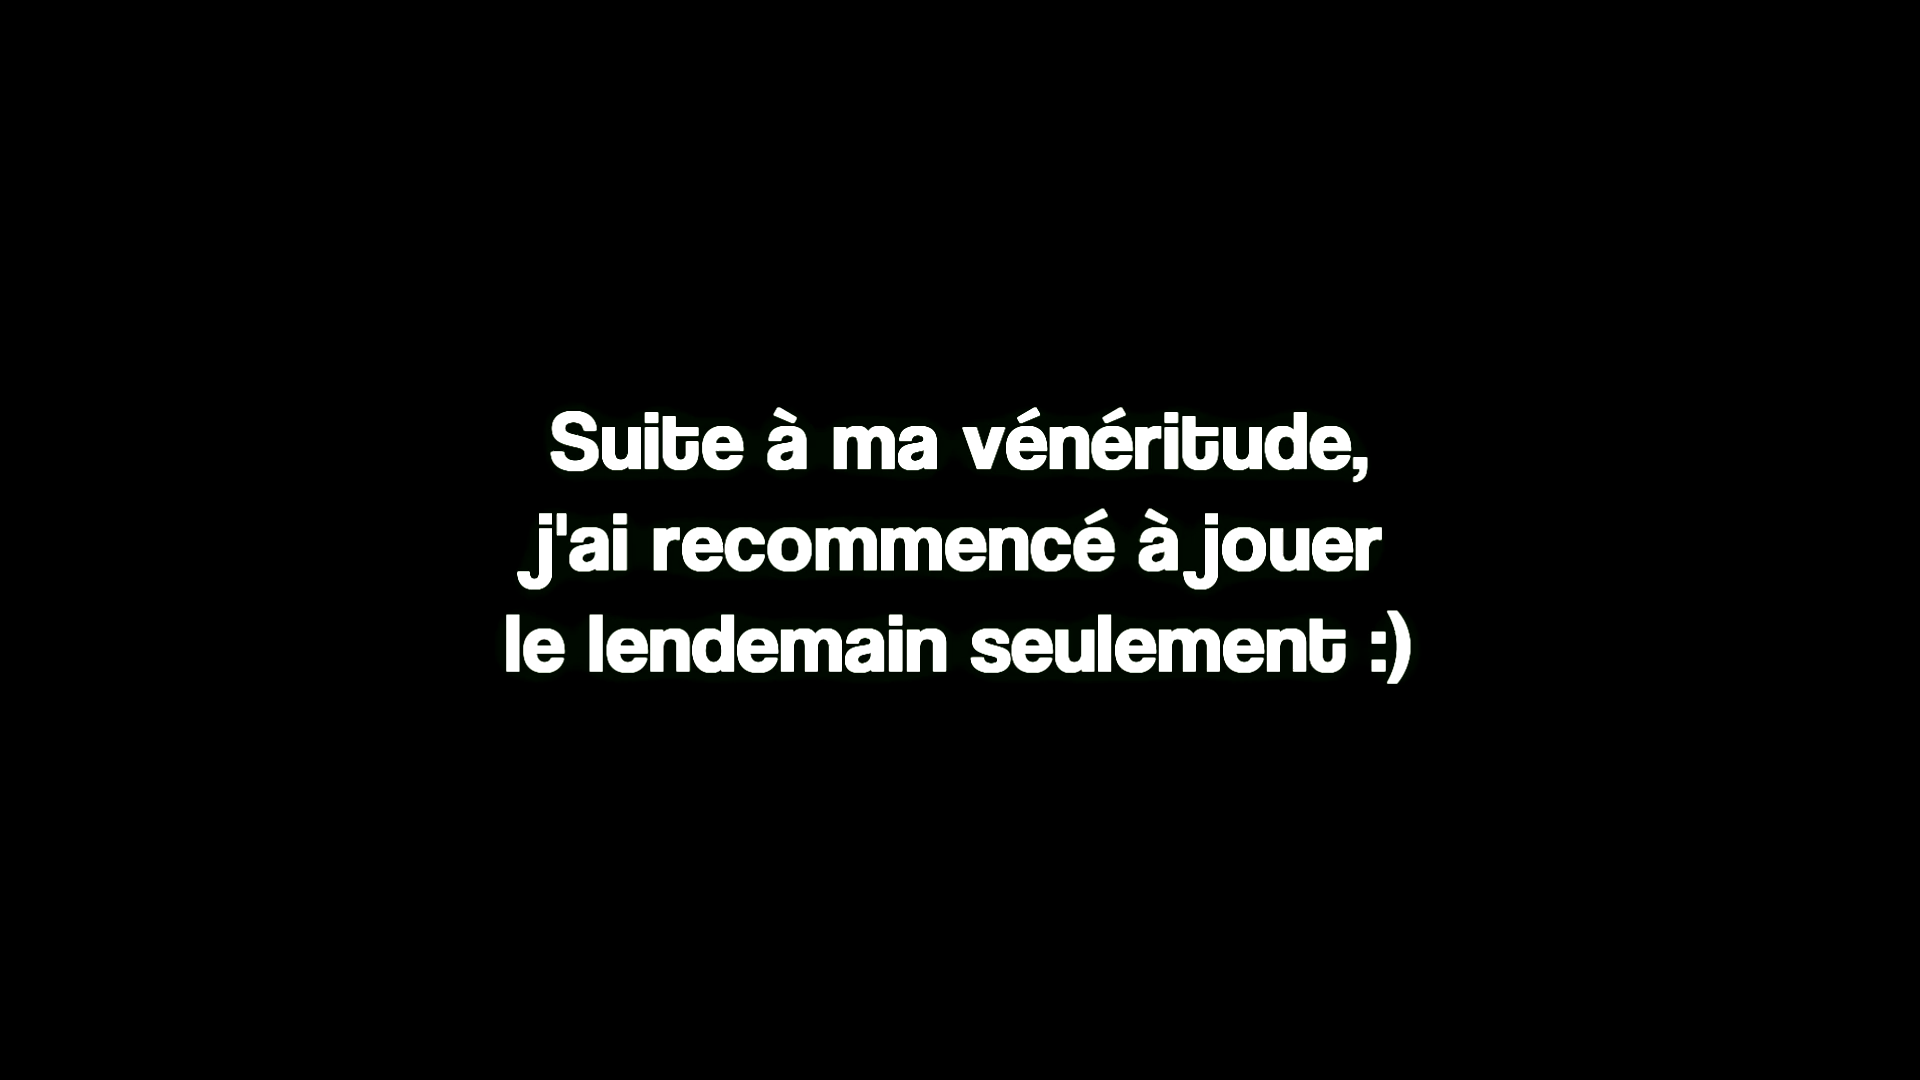 Suite à ma vénéritude,
j'ai recommencé à jouer
le lendemain seulement :)